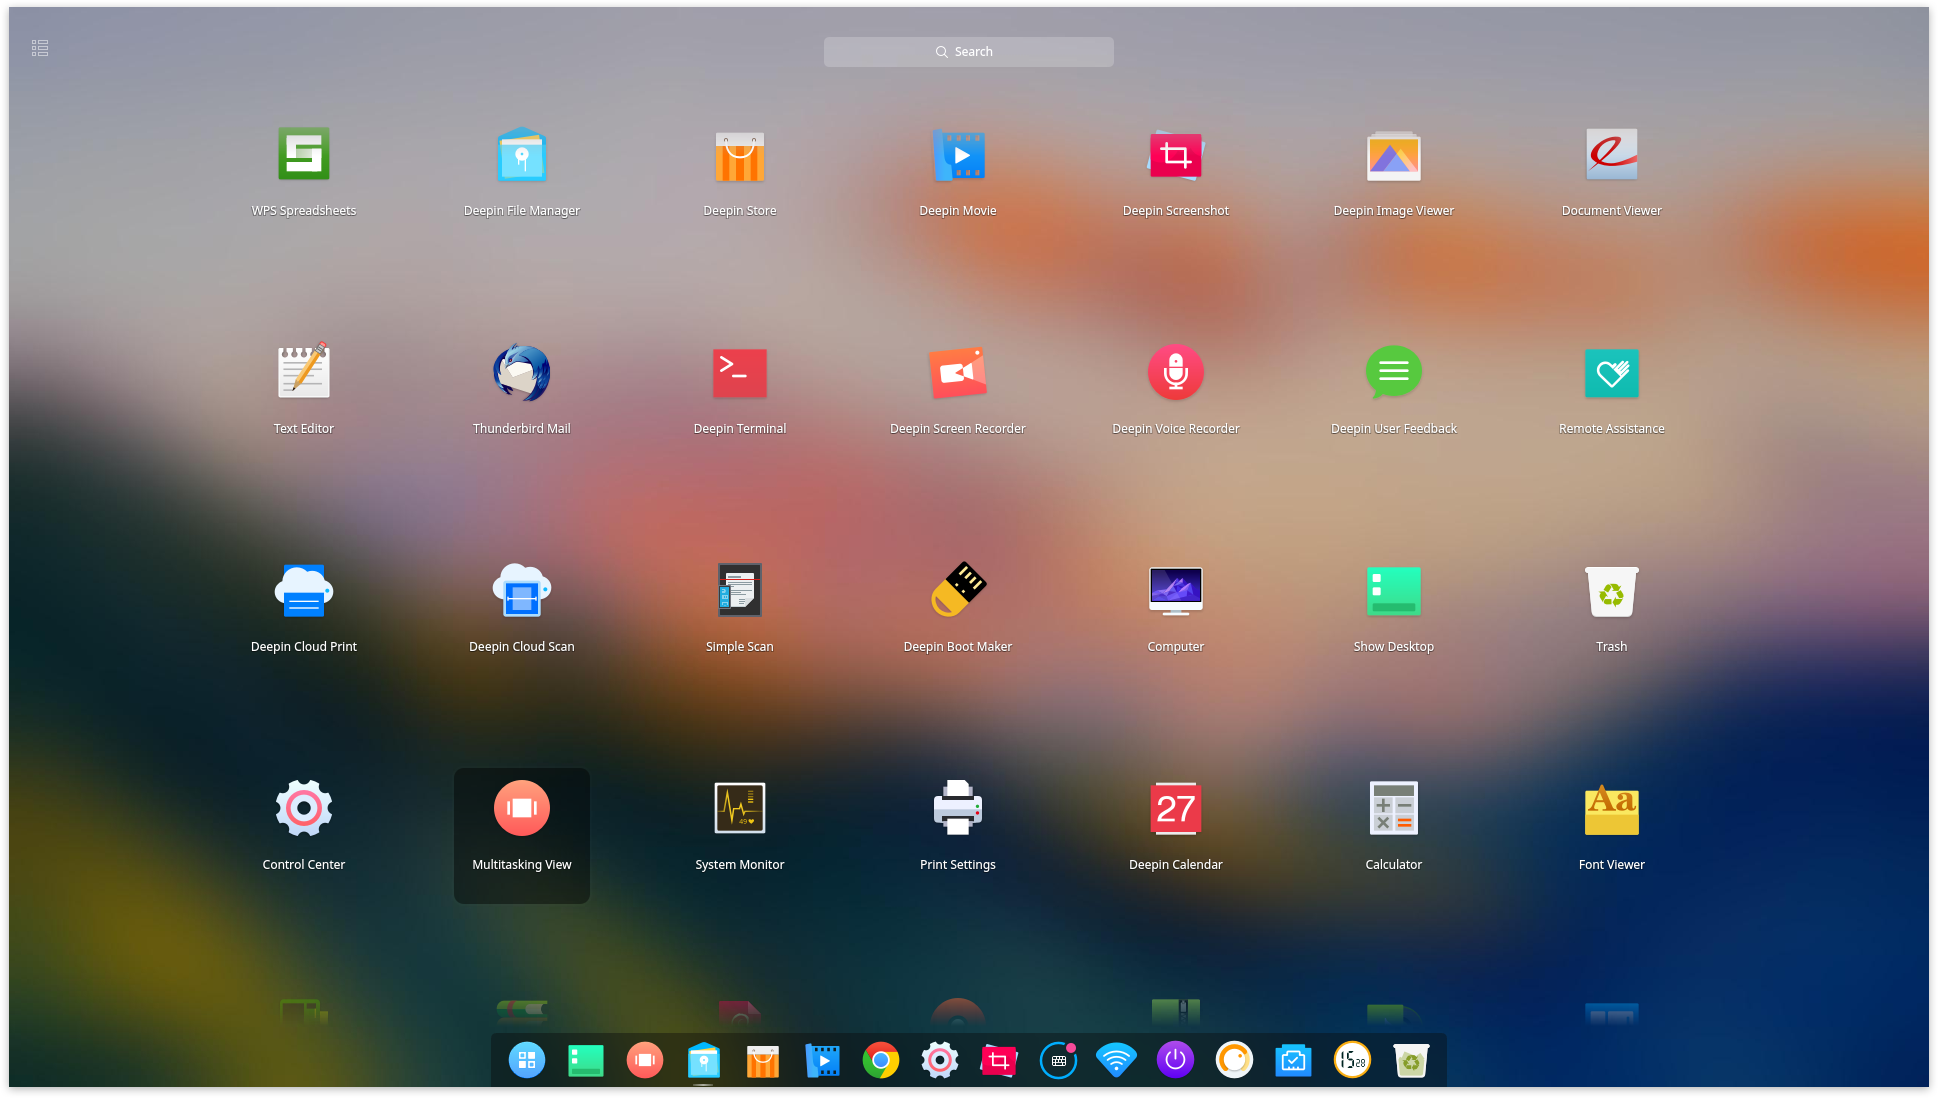 Search
WPS Spreadsheets
Deepin File Manager
Deepin Store
Deepin Movie
Deepin Screenshot
Deepin Image Viewer
Document Viewer
Text Editor
Thunderbird Mail
Deepin Terminal
Deepin Screen Recorder
Deepin Voice Recorder
Deepin User Feedback
Remote Assistance
Deepin Cloud Print
Deepin Cloud Scan
Simple Scan
Deepin Boot Maker
Computer
Show Desktop
Trash
49
27
Aa
Control Center
Multitasking View
System Monitor
Print Settings
Deepin Calendar
Calculator
Font Viewer
15 28